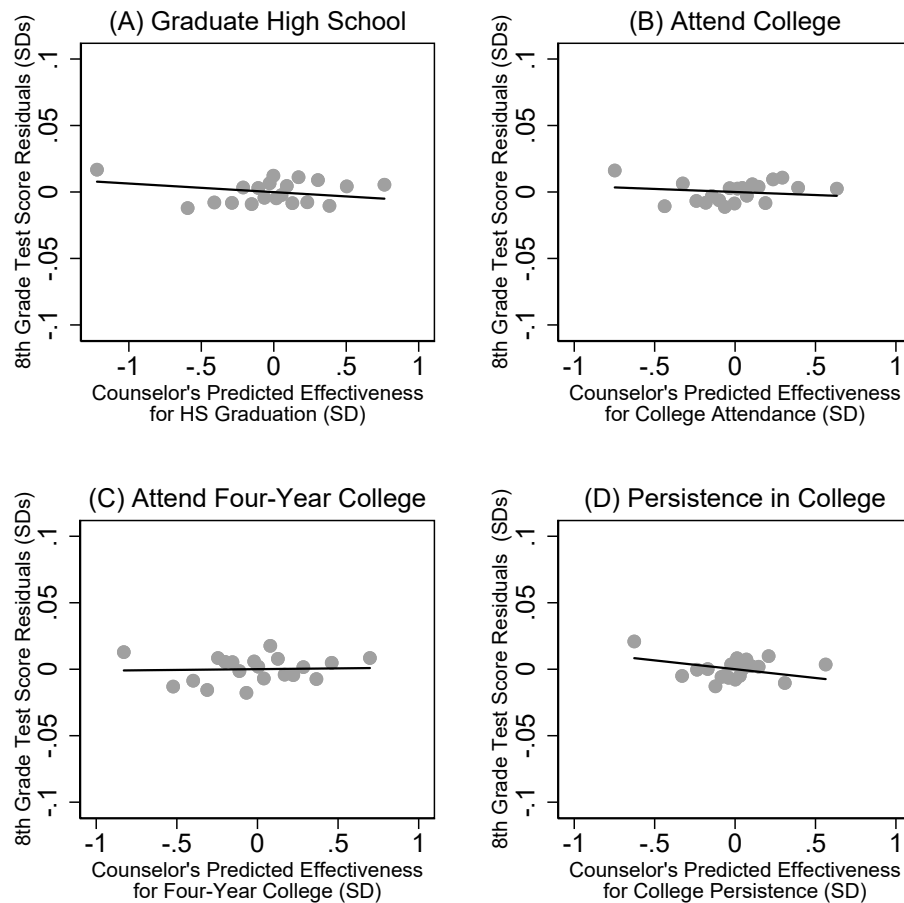 (A) Graduate High School
8th Grade Test Score Residuals (SDs)
.1
.05
0
-.05
-.1
-1
-.5
0
.5
1
Counselor's Predicted Effectiveness
for HS Graduation (SD)
(B) Attend College
8th Grade Test Score Residuals (SDs)
.1
.05
0
-.05
-.1
-1
-.5
0
.5
1
Counselor's Predicted Effectiveness
for College Attendance (SD)
(C) Attend Four-Year College
8th Grade Test Score Residuals (SDs)
.1
.05
0
-.05
-.1
-1
-.5
0
.5
1
Counselor's Predicted Effectiveness
for Four-Year College (SD)
(D) Persistence in College
8th Grade Test Score Residuals (SDs)
.1
.05
0
-.05
-.1
-1
-.5
0
.5
1
Counselor's Predicted Effectiveness
for College Persistence (SD)